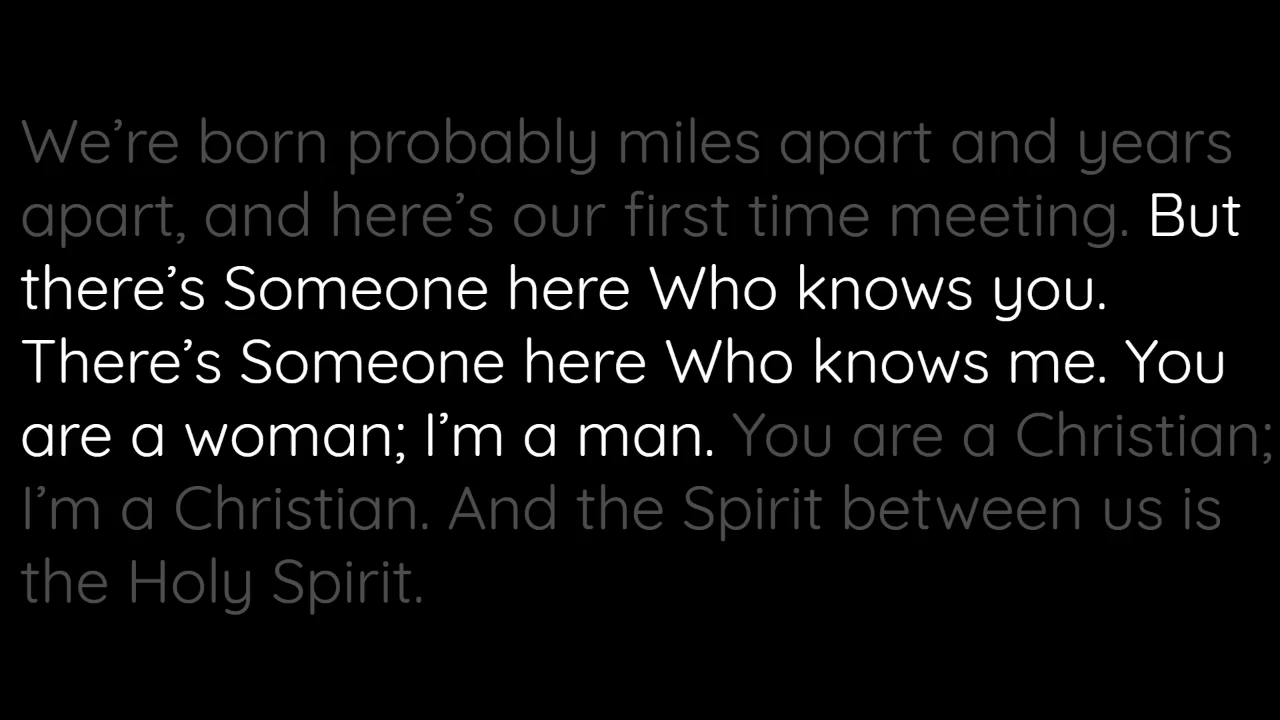 We’re born probably miles apart and years
apart, and here’s our first time meeting. But
there’s Someone here Who knows you.
There’s Someone here Who knows me. You
are a woman; I’m a man. You are a Christian;
I’m a Christian. And the Spirit between us is
the Holy Spirit.